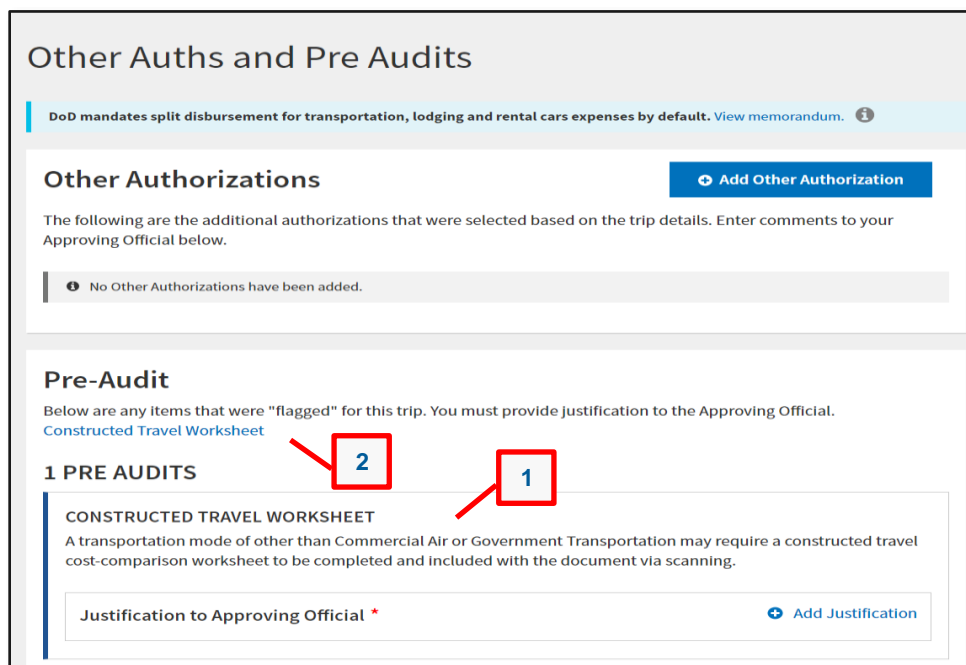 Other Auths and Pre Audits
DoD mandates split disbursement for transportation, lodging and rental cars expenses by default. View memorandum.
Other Authorizations
Add Other Authorization
The following are the additional authorizations that were selected based on the trip details. Enter comments to your
Approving Official below.
No Other Authorizations have been added.
Pre-Audit
Below are any items that were "flagged" for this trip. You must provide justification to the Approving Official.
Constructed Travel Worksheet
2
1 PRE AUDITS
1
CONSTRUCTED TRAVEL WORKSHEET
A transportation mode of other than Commercial Air or Government Transportation may require a constructed travel
cost-comparison worksheet to be completed and included with the document via scanning.
Justification to Approving Official *
Add Justification